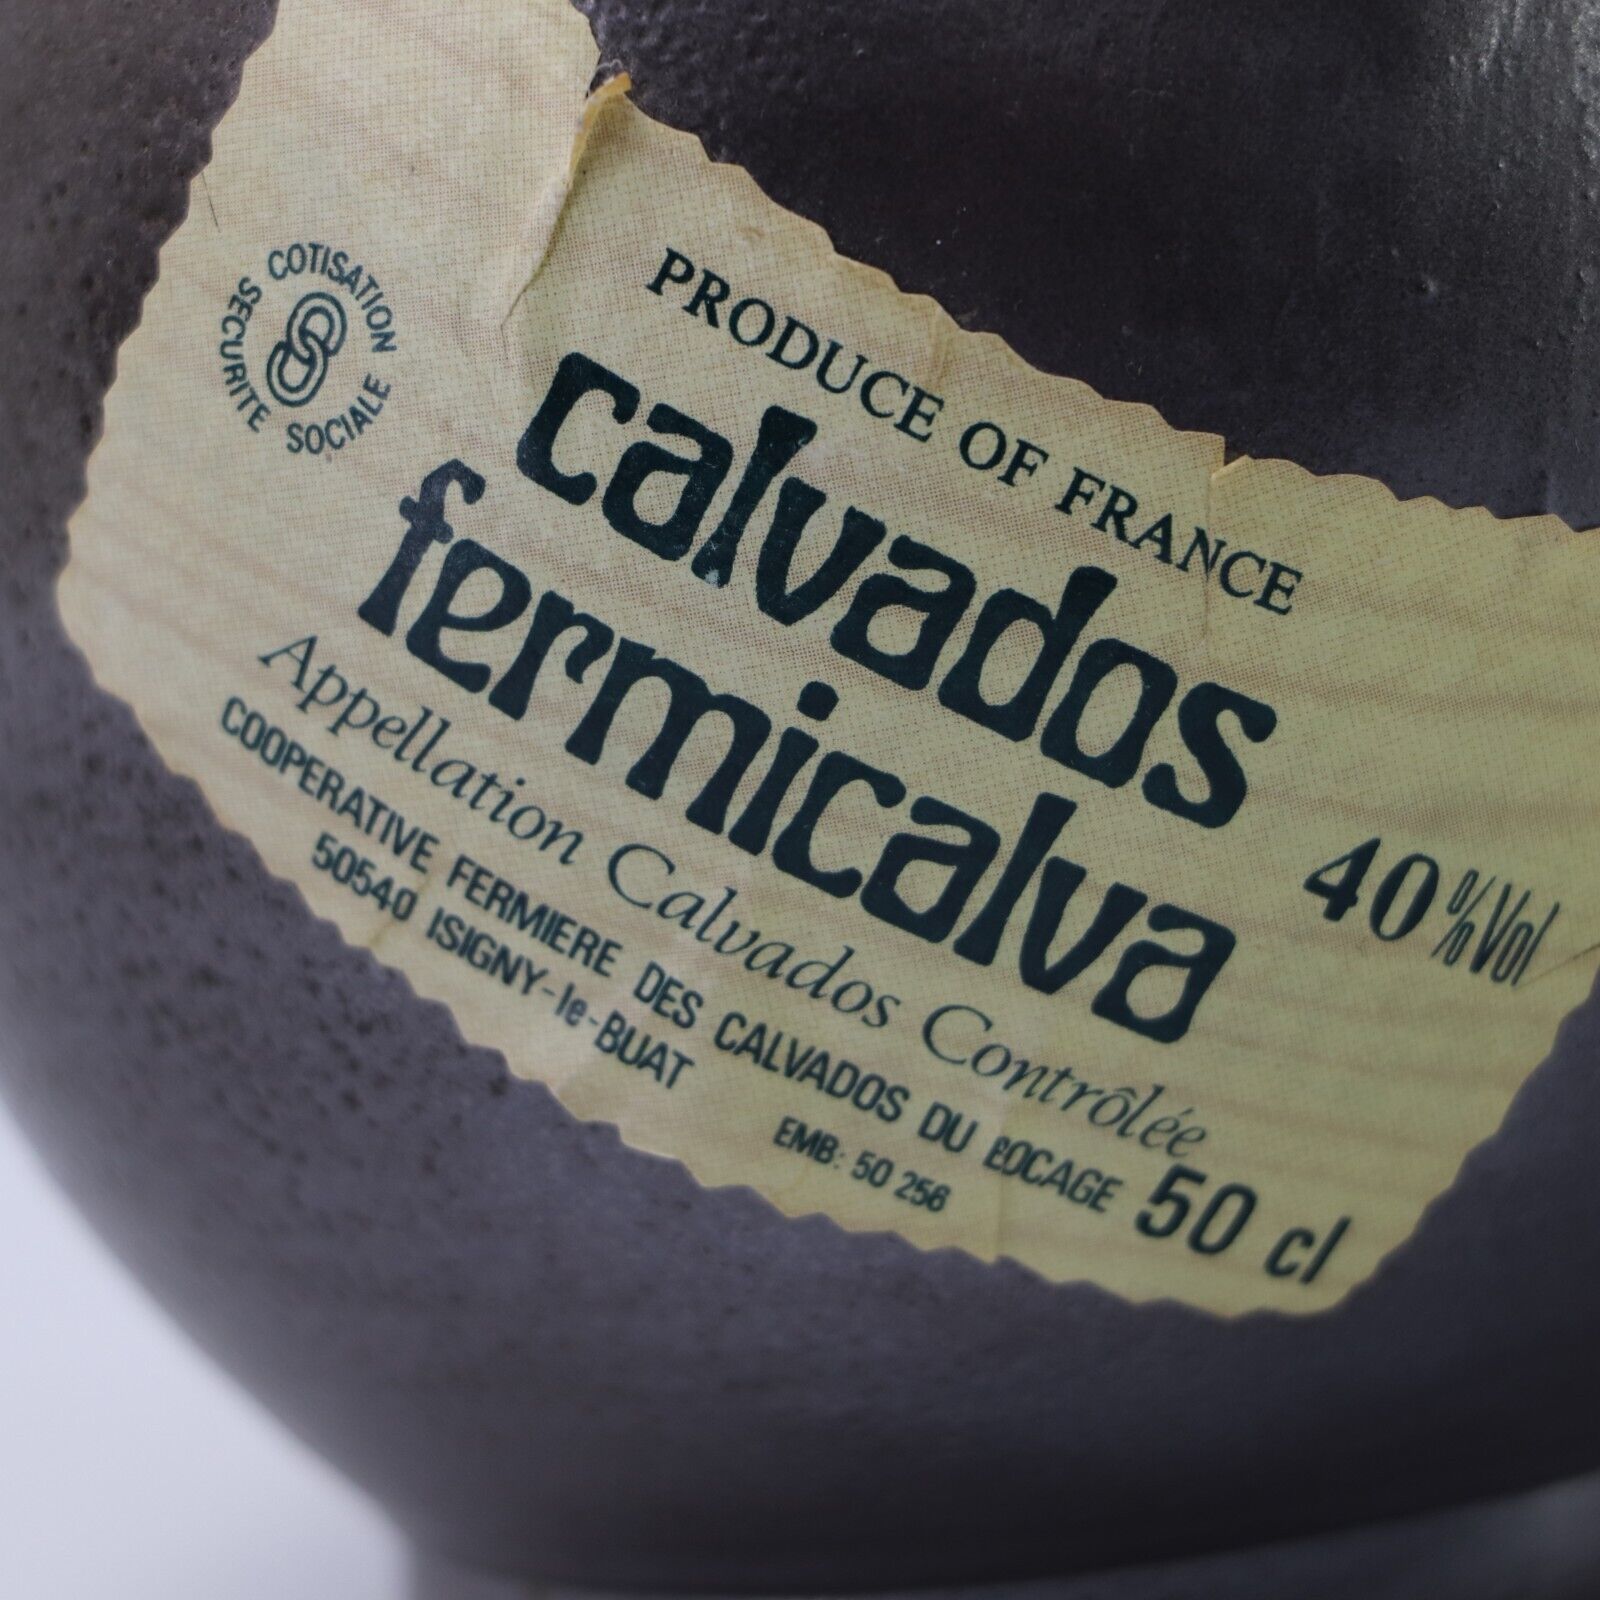 COTISATION
SECURITE SOCIALE
PRODUCE OF FRANCE
calvados
fermicalva
40%Vol
Appellation Calvados Contrôlée
COOPERATIVE FERMIERE DES CALVADOS DU BOCAGE
50540 ISIGNY-le-BUAT
50 cl
EMB: 50 256